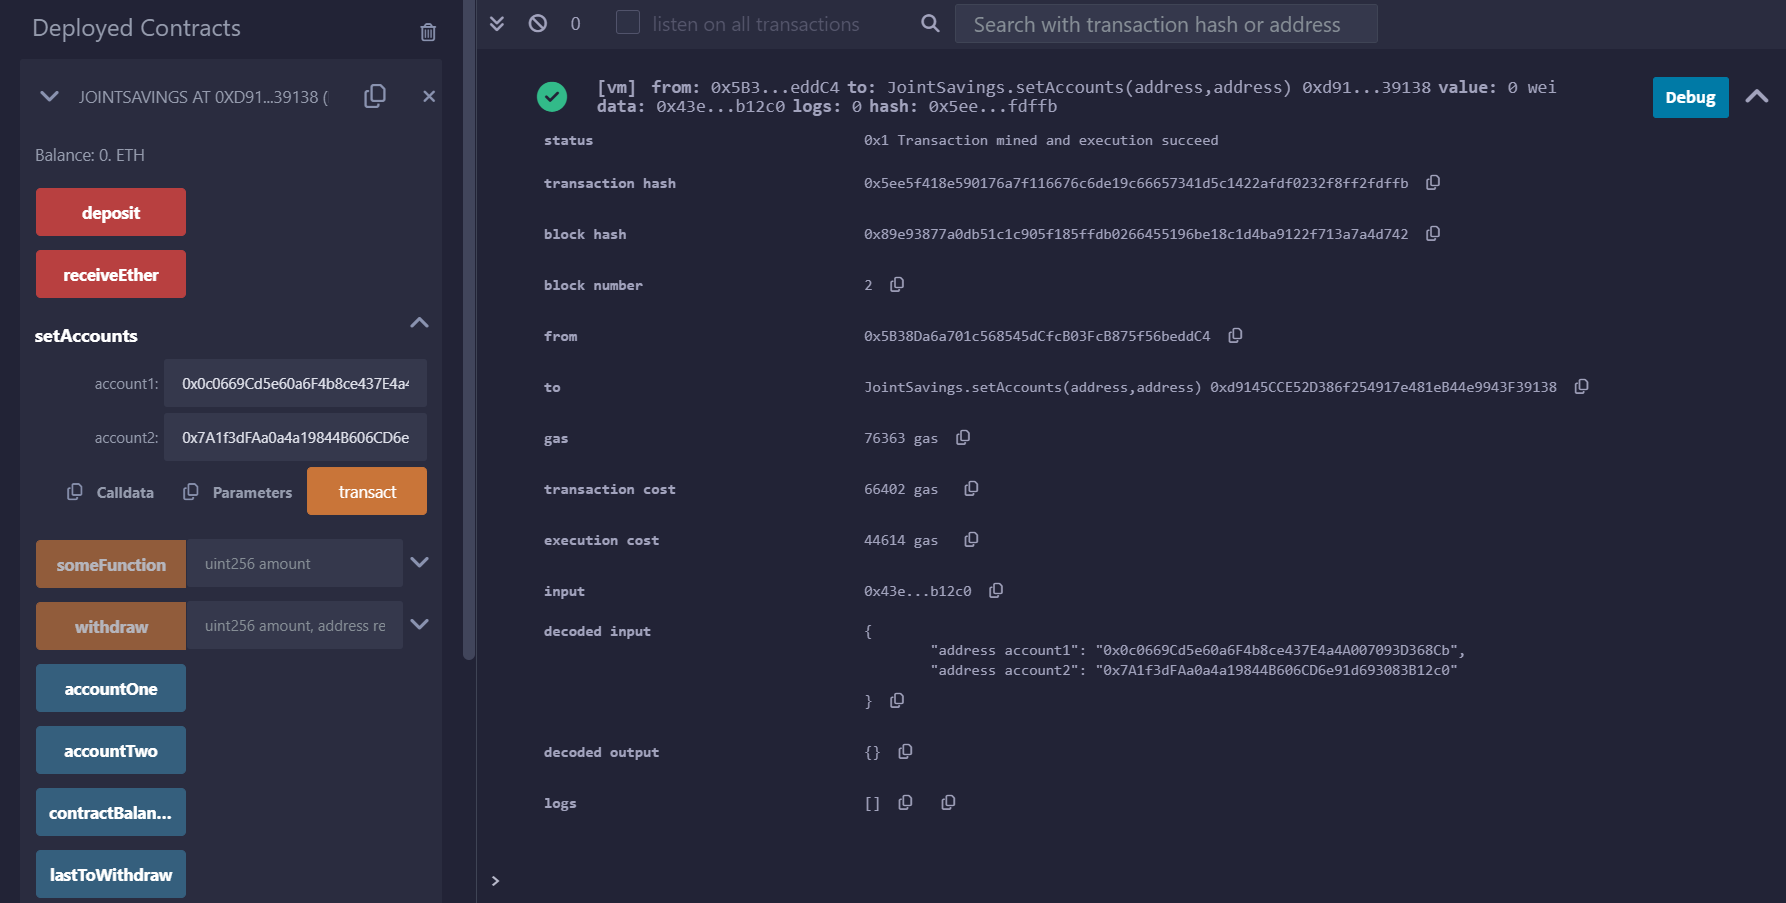 Deployed Contracts
JOINTSAVINGS AT 0XD91...39138 (
Balance: 0. ETH
deposit
receiveEther
setAccounts
account1: 0x0c0669Cd5e60a6F4b8ce437E4a4
account2: 0x7A1f3dFAa0a4a19844B606CD6e
Calldata Parameters transact
someFunction uint256 amount
withdraw uint256 amount, address re
accountOne
accountTwo
contractBalan...
lastToWithdraw
0 listen on all transactions Search with transaction hash or address
[vm] from: 0x5B3...eddC4 to: JointSavings.setAccounts(address,address) 0xd91...39138 value: 0 wei
data: 0x43e...b12c0 logs: 0 hash: 0x5ee...fdffb
Debug
status 0x1 Transaction mined and execution succeed
transaction hash 0x5ee5f418e590176a7f116676c6de19c66657341d5c1422afdf0232f8ff2fdffb
block hash 0x89e93877a0db51c1c905f185ffdb0266455196be18c1d4ba9122f713a7a4d742
block number 2
from 0x5B38Da6a701c568545dCfcB03FcB875f56beddC4
to JointSavings.setAccounts(address,address) 0xd9145CCE52D386f254917e481eB44e9943F39138
gas 76363 gas
transaction cost 66402 gas
execution cost 44614 gas
input 0x43e...b12c0
decoded input {
"address account1": "0x0c0669Cd5e60a6F4b8ce437E4a4A007093D368Cb",
"address account2": "0x7A1f3dFAa0a4a19844B606CD6e91d693083B12c0"
}
decoded output {}
logs []
>